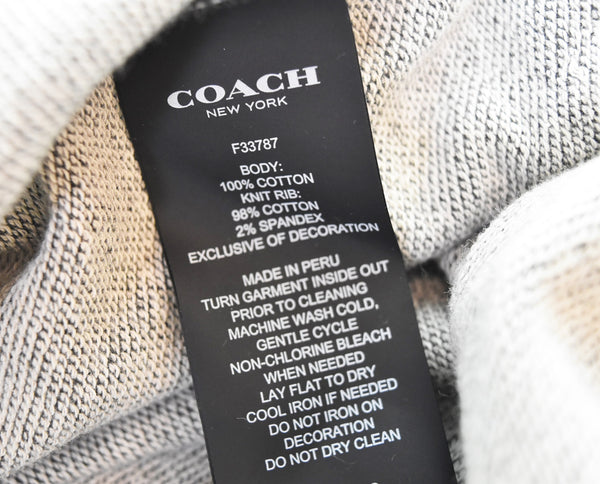 COACH
NEW YORK
F33787
BODY:
100% COTTON
KNIT RIB:
98% COTTON
2% SPANDEX
EXCLUSIVE OF DECORATION
MADE IN PERU
TURN GARMENT INSIDE OUT
PRIOR TO CLEANING
MACHINE WASH COLD,
GENTLE CYCLE
NON-CHLORINE BLEACH
WHEN NEEDED
LAY FLAT TO DRY
COOL IRON IF NEEDED
DO NOT IRON ON
DECORATION
DO NOT DRY CLEAN